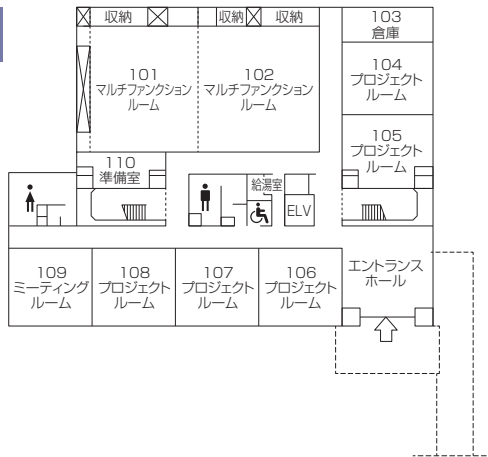 収納
収納
収納
103
倉庫
101
マルチファンクション
ルーム
102
マルチファンクション
ルーム
104
プロジェクト
ルーム
105
プロジェクト
ルーム
110
準備室
給湯室
ELV
109
ミーティング
ルーム
108
プロジェクト
ルーム
107
プロジェクト
ルーム
106
プロジェクト
ルーム
エントランス
ホール